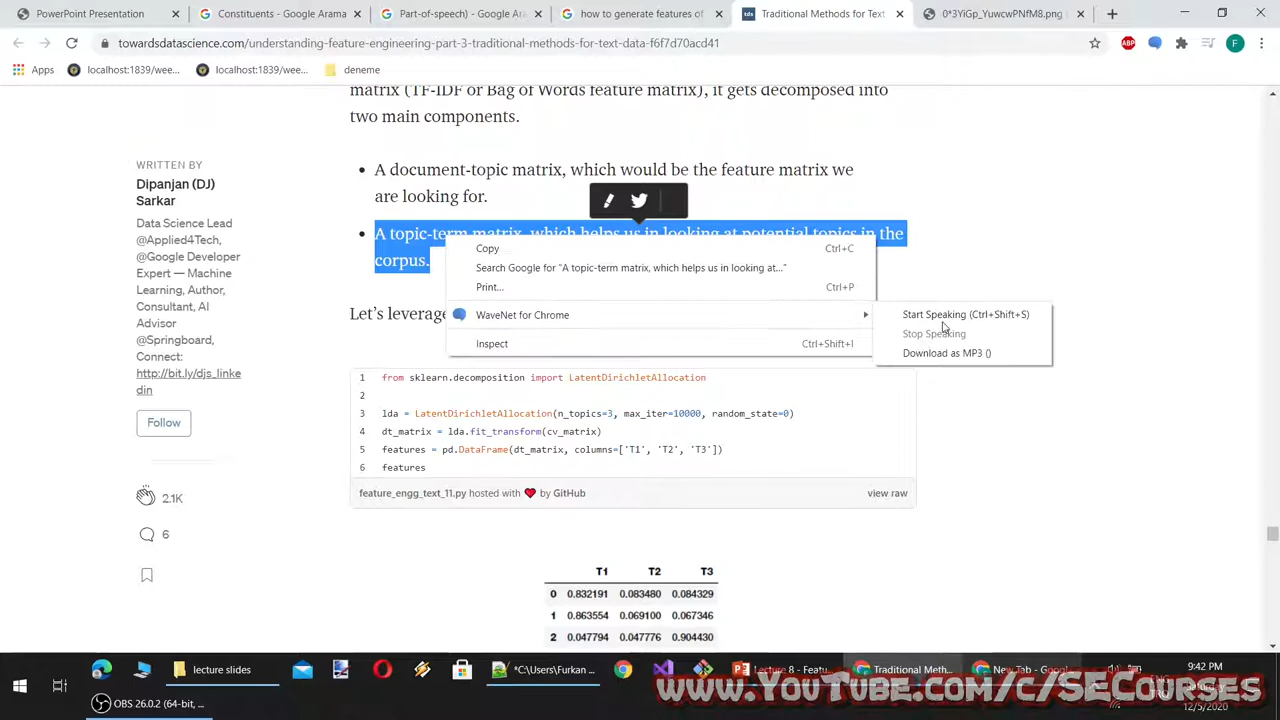 PowerPoint Presentation
Constituents - Google Arama
Part-of-speech) - Google Ar
how to generate features of
Traditional Methods for Text
0*3YiGp_YuwcwPNfM8.png
towardsdatascience.com/understanding-feature-engineering-part-3-traditional-methods-for-text-data-f6f7d70acd41
ABP
F
Apps
localhost:1839/wee...
localhost:1839/wee...
deneme
matrix (TF-IDF or Bag of Words feature matrix), it gets decomposed into
two main components.
WRITTEN BY
Dipanjan (DJ)
Sarkar
Data Science Lead
@Applied4Tech,
@Google Developer
Expert — Machine
Learning, Author,
Consultant, AI
Advisor
@Springboard,
Connect:
http://bit.ly/djs_linke
din
Follow
2.1K
6
• A document-topic matrix, which would be the feature matrix we
are looking for.
• A topic-term matrix, which helps us in looking at potential topics in the
corpus.
Let's leverage
Copy Ctrl+C
Search Google for "A topic-term matrix, which helps us in looking at..."
Print... Ctrl+P
WaveNet for Chrome
Inspect Ctrl+Shift+I
Start Speaking (Ctrl+Shift+S)
Stop Speaking
Download as MP3 ()
1 from sklearn.decomposition import LatentDirichletAllocation
2
3 lda = LatentDirichletAllocation(n_topics=3, max_iter=10000, random_state=0)
4 dt_matrix = lda.fit_transform(cv_matrix)
5 features = pd.DataFrame(dt_matrix, columns=['T1', 'T2', 'T3'])
6 features
feature_engg_text_11.py hosted with ❤ by GitHub view raw
T1 T2 T3
0 0.832191 0.083480 0.084329
1 0.863554 0.069100 0.067346
2 0.047794 0.047776 0.904430
lecture slides
*C:\Users\Furkan ...
Lecture 8 - Featu
Traditional Meth...
New Tab - Googl
9:42 PM
Saturday
12/5/2020
ENG
OBS 26.0.2 (64-bit, ...
www.YouTube.com/c/SECourses